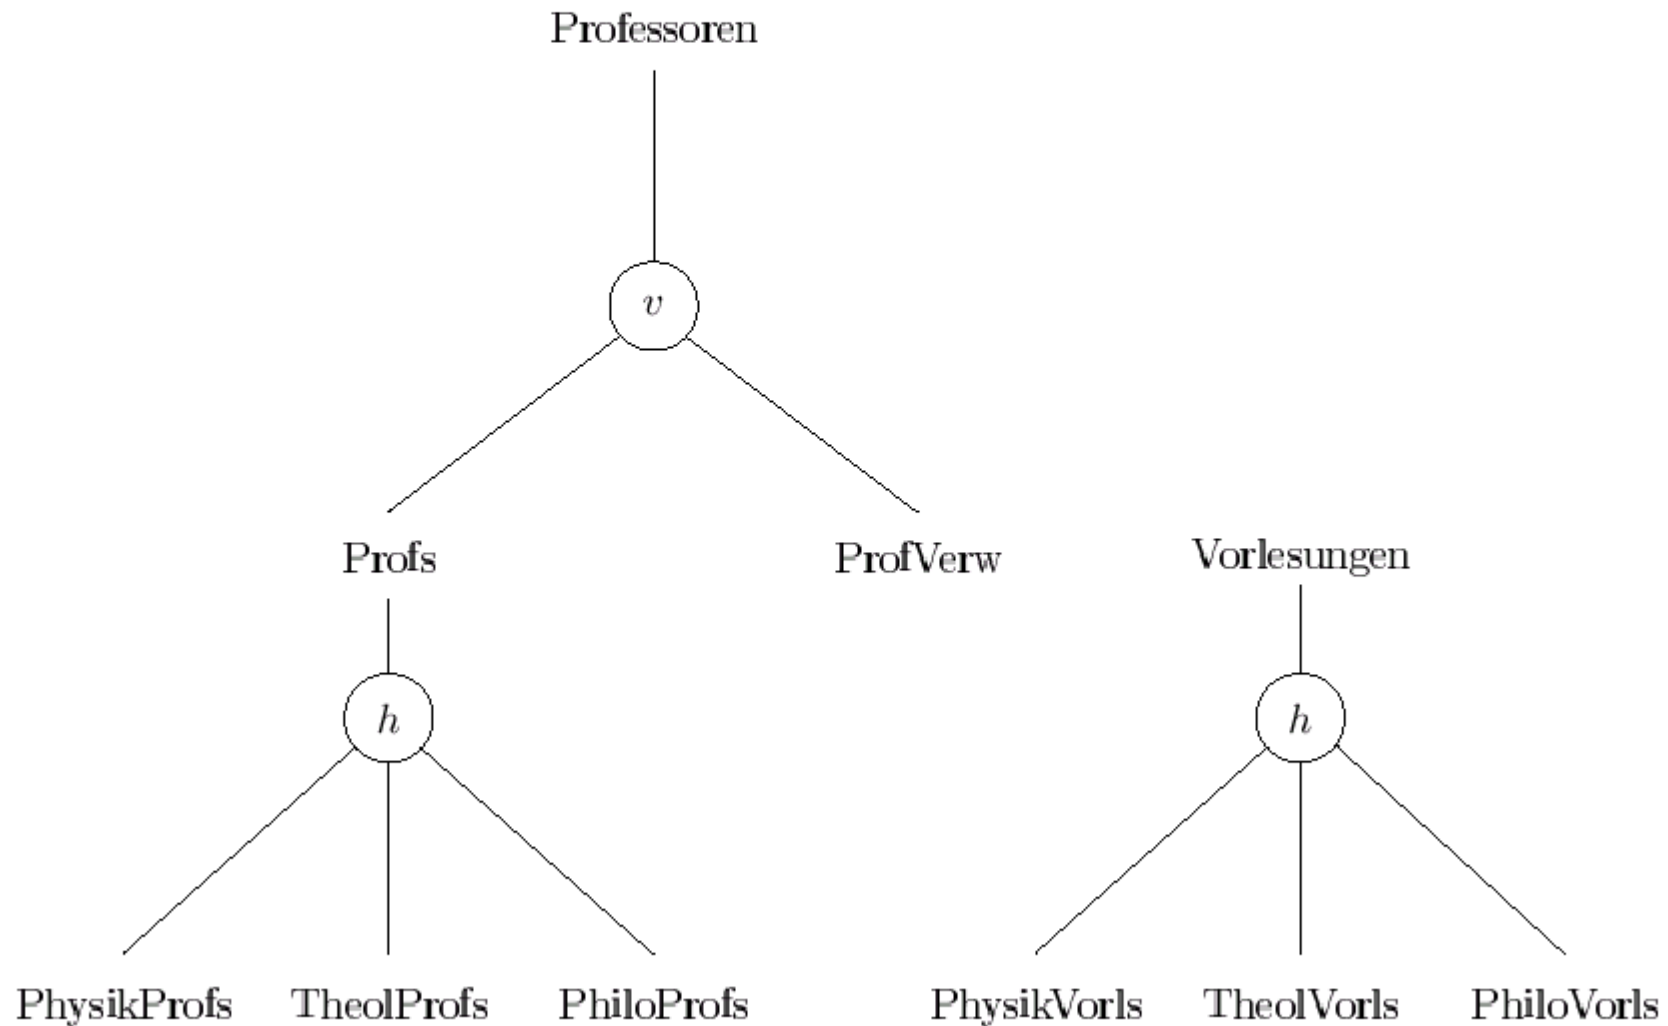 Professoren
v
Profs
ProfVerw
Vorlesungen
h
h
PhysikProfs
TheolProfs
PhiloProfs
PhysikVorls
TheolVorls
PhiloVorls